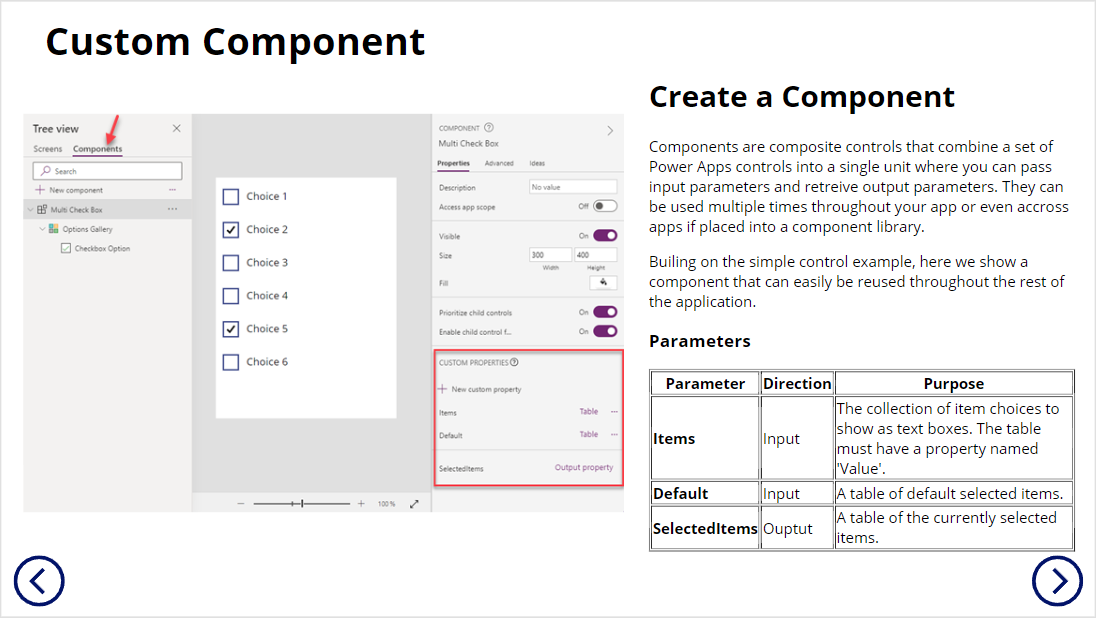 Custom Component
Tree view
Screens Components
Search
New component
Multi Check Box
Options Gallery
Checkbox Option
Choice 1
Choice 2
Choice 3
Choice 4
Choice 5
Choice 6
100 %
COMPONENT
Multi Check Box
Properties Advanced Ideas
Description No value
Access app scope Off
Visible On
Size 300 400
Width Height
Fill
Prioritize child controls On
Enable child control f... On
CUSTOM PROPERTIES
New custom property
Items Table
Default Table
SelectedItems Output property
Create a Component
Components are composite controls that combine a set of
Power Apps controls into a single unit where you can pass
input parameters and retreive output parameters. They can
be used multiple times throughout your app or even accross
apps if placed into a component library.
Builing on the simple control example, here we show a
component that can easily be reused throughout the rest of
the application.
Parameters
Parameter Direction Purpose
Items Input The collection of item choices to
show as text boxes. The table
must have a property named
'Value'.
Default Input A table of default selected items.
SelectedItems Ouptut A table of the currently selected
items.